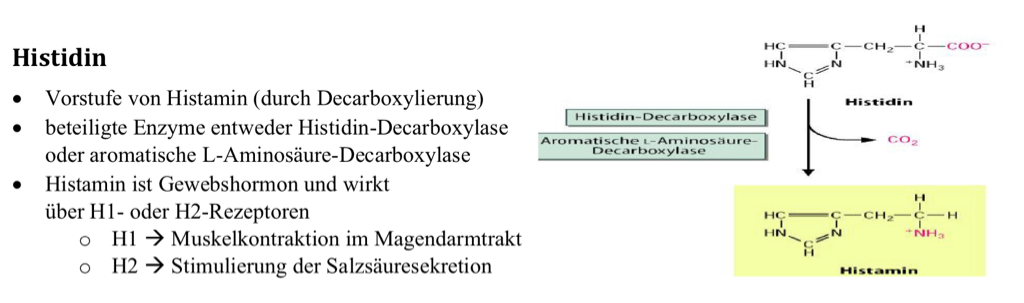 Histidin
• Vorstufe von Histamin (durch Decarboxylierung)
• beteiligte Enzyme entweder Histidin-Decarboxylase
oder aromatische L-Aminosäure-Decarboxylase
• Histamin ist Gewebshormon und wirkt
über H1- oder H2-Rezeptoren
o H1 → Muskelkontraktion im Magendarmtrakt
o H2 → Stimulierung der Salzsäuresekretion
H
HC C—CH₂—C—COO⁻
HN N ⁺NH₃
C
H
Histidin
Histidin-Decarboxylase
Aromatische L-Aminosäure-
Decarboxylase
CO₂
H
HC C—CH₂—C—H
HN N ⁺NH₃
C
H
Histamin